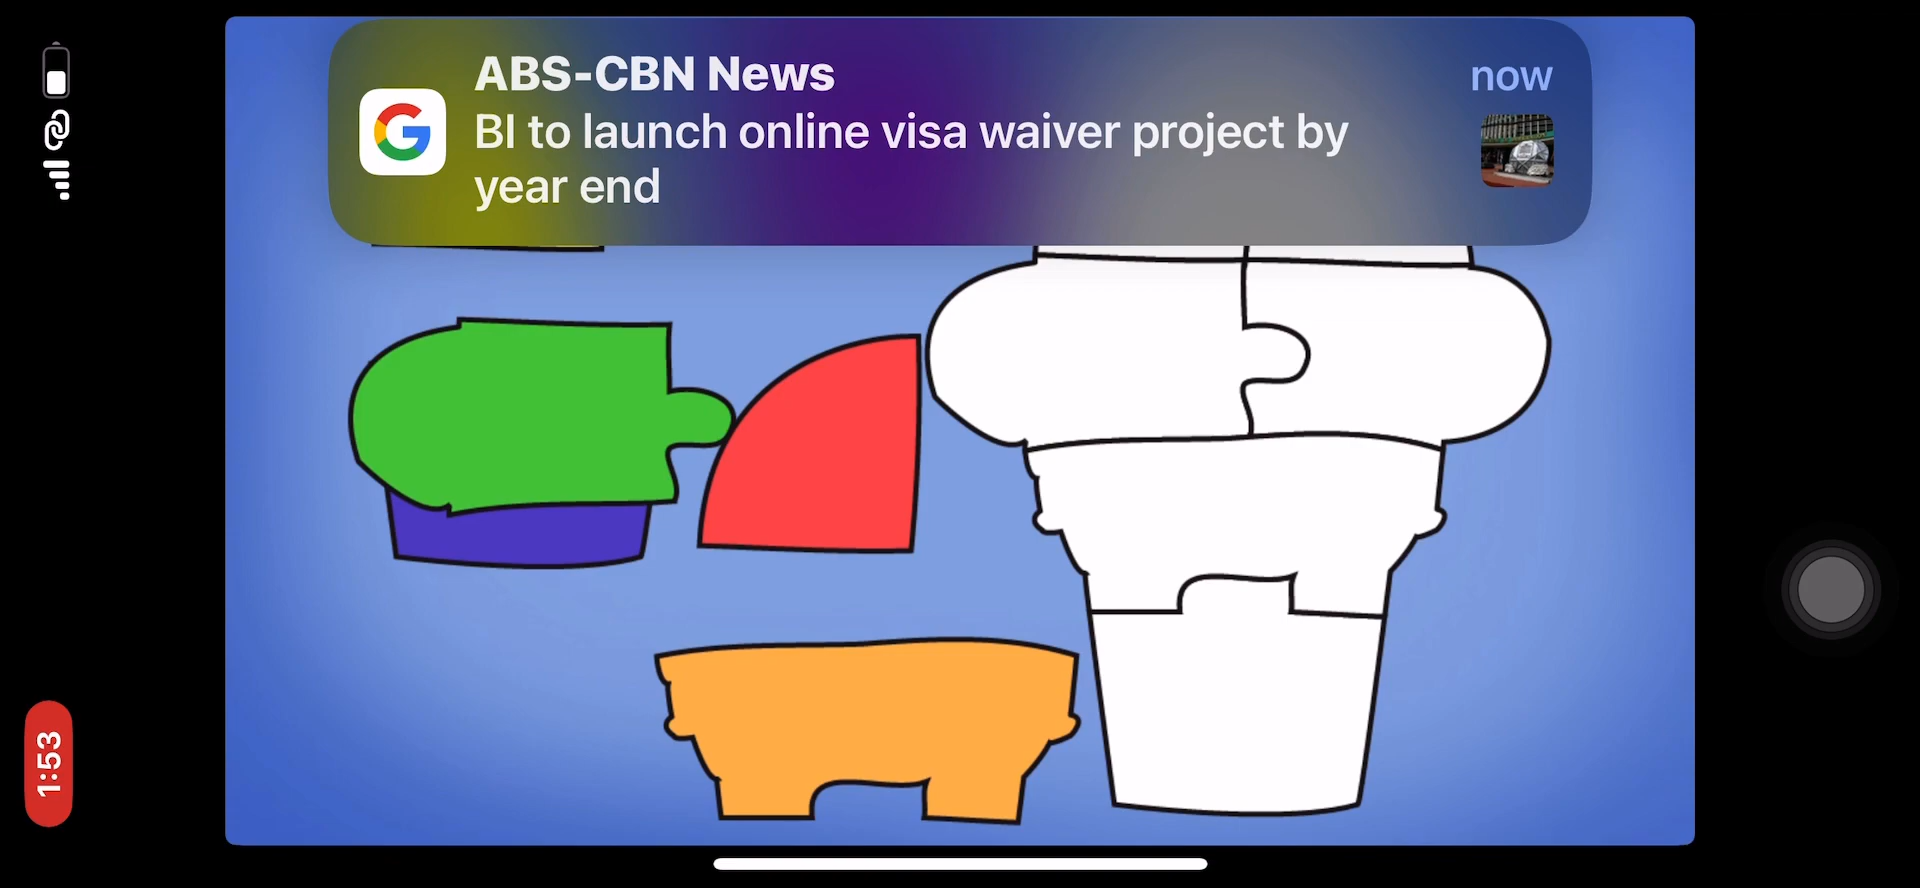 ABS-CBN News
now
BI to launch online visa waiver project by
year end
1:53